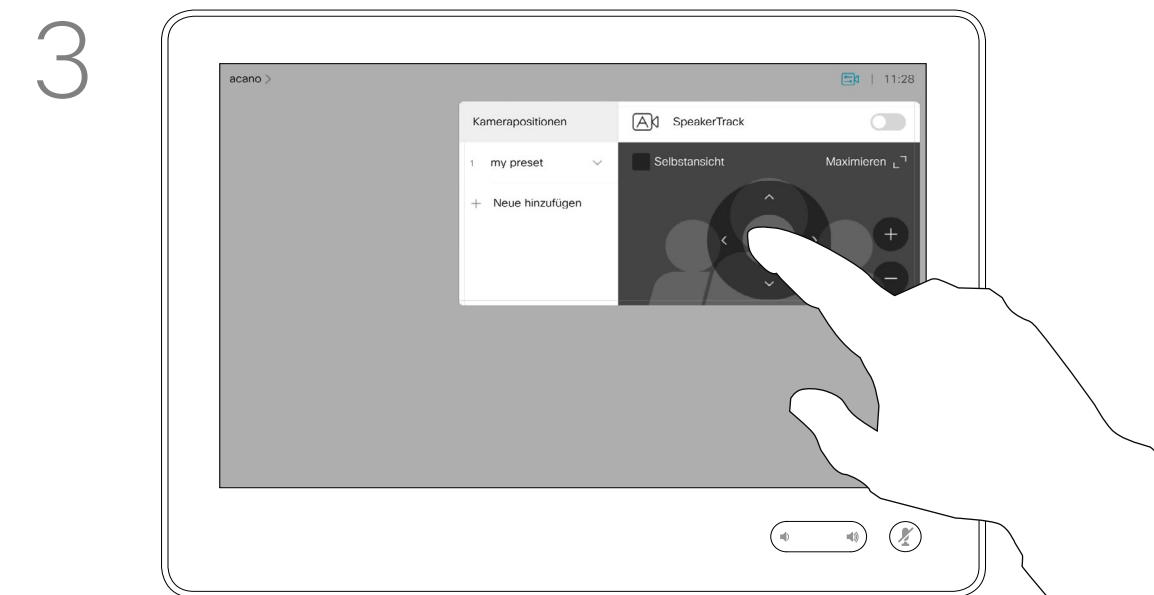 3
acano >
11:28
Kamerapositionen
SpeakerTrack
1 my preset
Selbstansicht
Maximieren
+ Neue hinzufügen